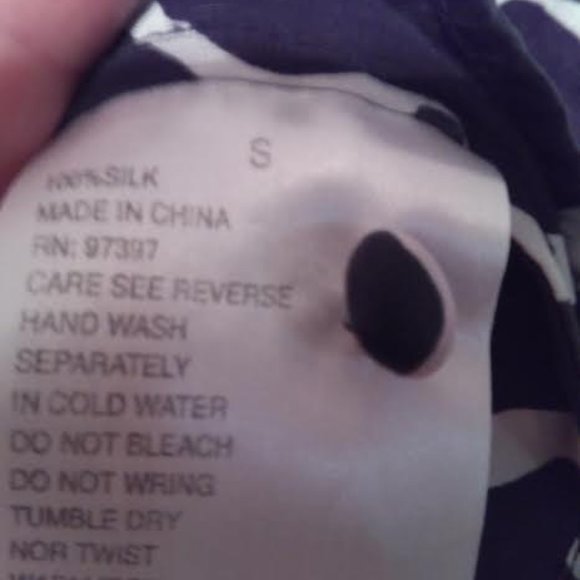 S
100%SILK
MADE IN CHINA
RN: 97397
CARE SEE REVERSE
HAND WASH
SEPARATELY
IN COLD WATER
DO NOT BLEACH
DO NOT WRING
TUMBLE DRY
NOR TWIST